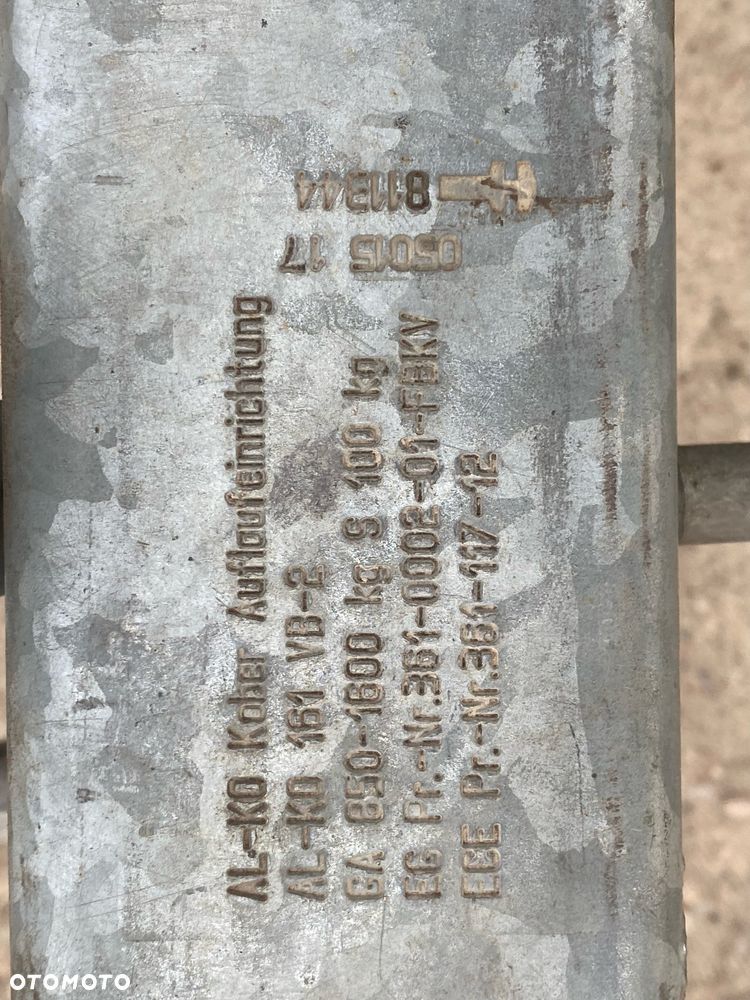 AL-KO Kober Auflaufeinrichtung
AL-KO 161 VB-2
GA 850-1600 kg S 100 kg
EG Pr.-Nr.361-0002-01-FBKV
ECE Pr.-Nr.361-117-12
811344
05015 17
OTOMOTO